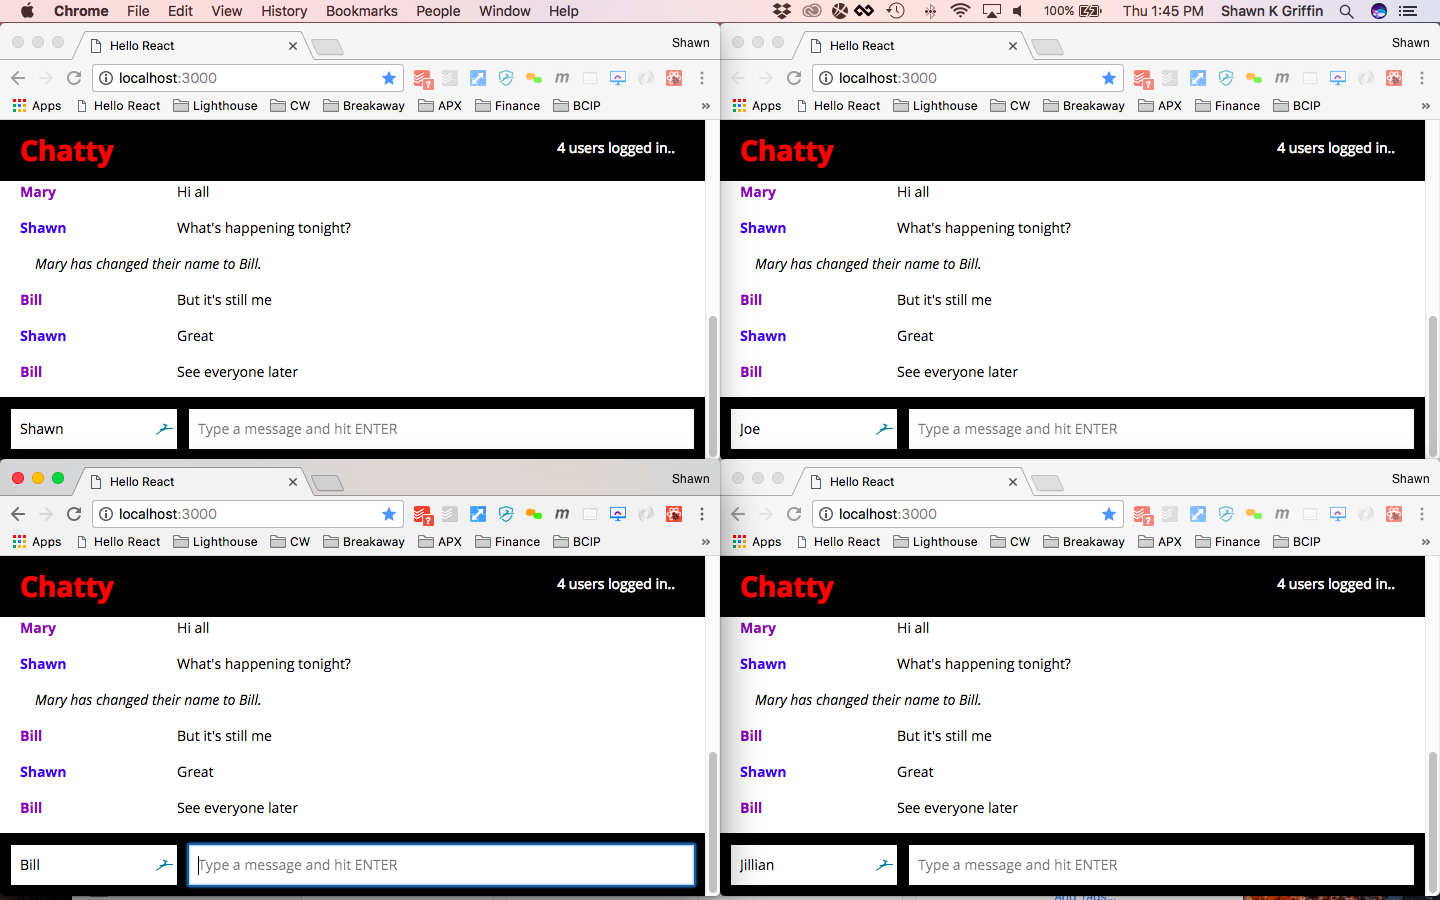 Chrome File Edit View History Bookmarks People Window Help 100% Thu 1:45 PM Shawn K Griffin
Hello React Shawn
localhost:3000 ? m
Apps Hello React Lighthouse CW Breakaway APX Finance BCIP »
Chatty 4 users logged in..
Mary Hi all
Shawn What's happening tonight?
Mary has changed their name to Bill.
Bill But it's still me
Shawn Great
Bill See everyone later
Shawn Type a message and hit ENTER
Hello React Shawn
localhost:3000 ? m
Apps Hello React Lighthouse CW Breakaway APX Finance BCIP »
Chatty 4 users logged in..
Mary Hi all
Shawn What's happening tonight?
Mary has changed their name to Bill.
Bill But it's still me
Shawn Great
Bill See everyone later
Joe Type a message and hit ENTER
Hello React Shawn
localhost:3000 ? m
Apps Hello React Lighthouse CW Breakaway APX Finance BCIP »
Chatty 4 users logged in..
Mary Hi all
Shawn What's happening tonight?
Mary has changed their name to Bill.
Bill But it's still me
Shawn Great
Bill See everyone later
Bill Type a message and hit ENTER
Hello React Shawn
localhost:3000 ? m
Apps Hello React Lighthouse CW Breakaway APX Finance BCIP »
Chatty 4 users logged in..
Mary Hi all
Shawn What's happening tonight?
Mary has changed their name to Bill.
Bill But it's still me
Shawn Great
Bill See everyone later
Jillian Type a message and hit ENTER